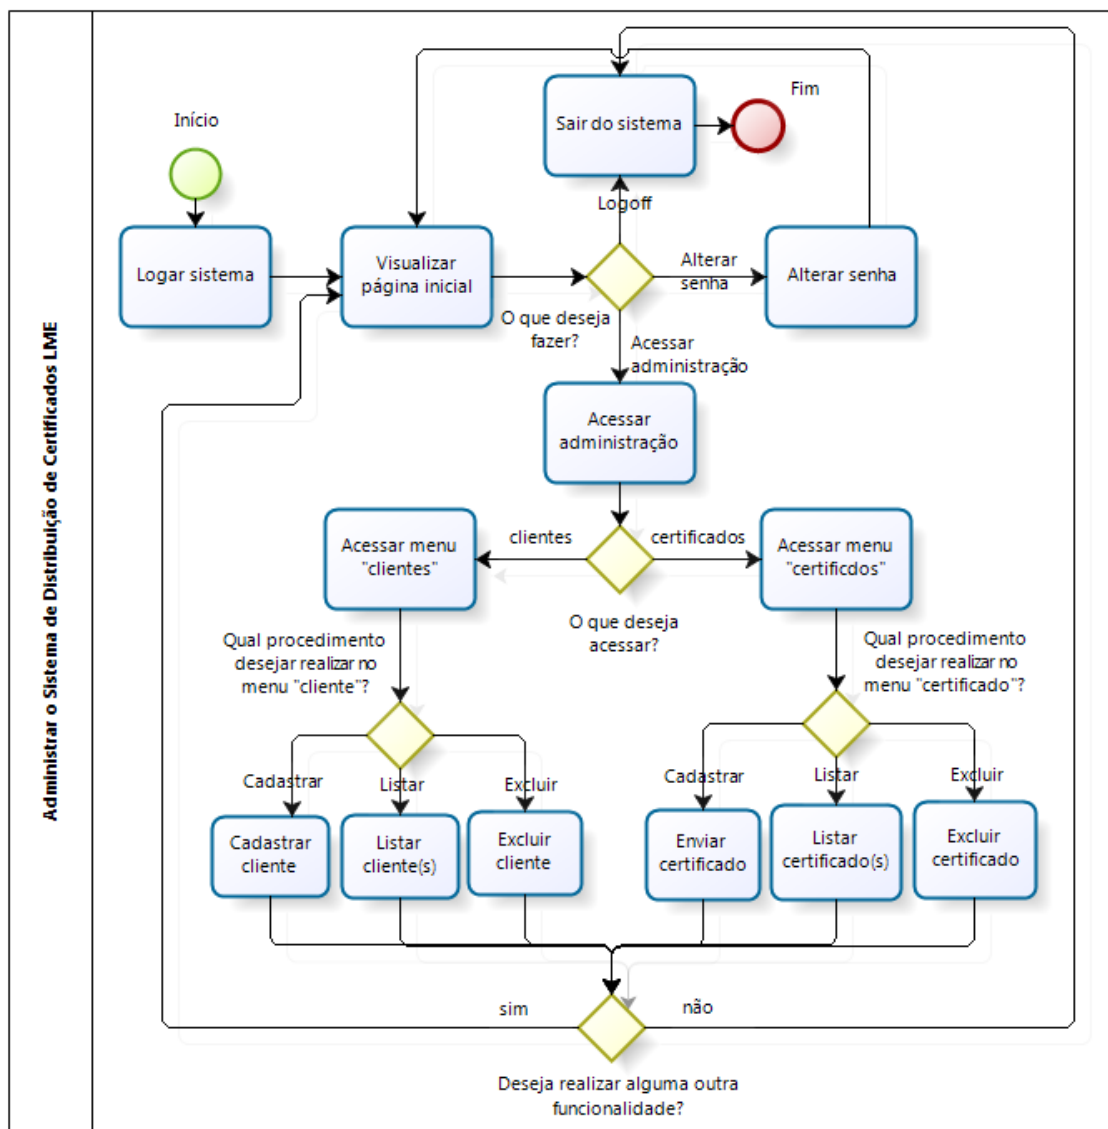 Administrar o Sistema de Distribuição de Certificados LME
Início
Fim
Sair do sistema
Logoff
Logar sistema
Visualizar
página inicial
Alterar
senha
Alterar senha
O que deseja
fazer?
Acessar
administração
Acessar
administração
clientes
certificados
Acessar menu
"clientes"
Acessar menu
"certificdos"
O que deseja
acessar?
Qual procedimento
desejar realizar no
menu "cliente"?
Qual procedimento
desejar realizar no
menu "certificado"?
Cadastrar
Listar
Excluir
Cadastrar
Listar
Excluir
Cadastrar
cliente
Listar
cliente(s)
Excluir
cliente
Enviar
certificado
Listar
certificado(s)
Excluir
certificado
sim
não
Deseja realizar alguma outra
funcionalidade?